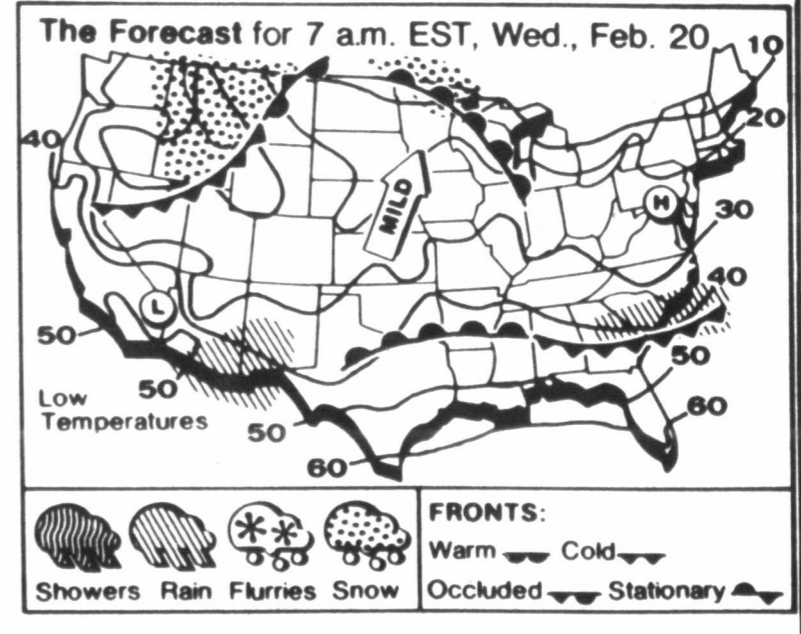 The Forecast for 7 a.m. EST, Wed., Feb. 20
10
20
40
MILD
H
30
40
L
50
50
50
50
60
60
Low
Temperatures
Showers Rain Flurries Snow
FRONTS:
Warm Cold
Occluded Stationary